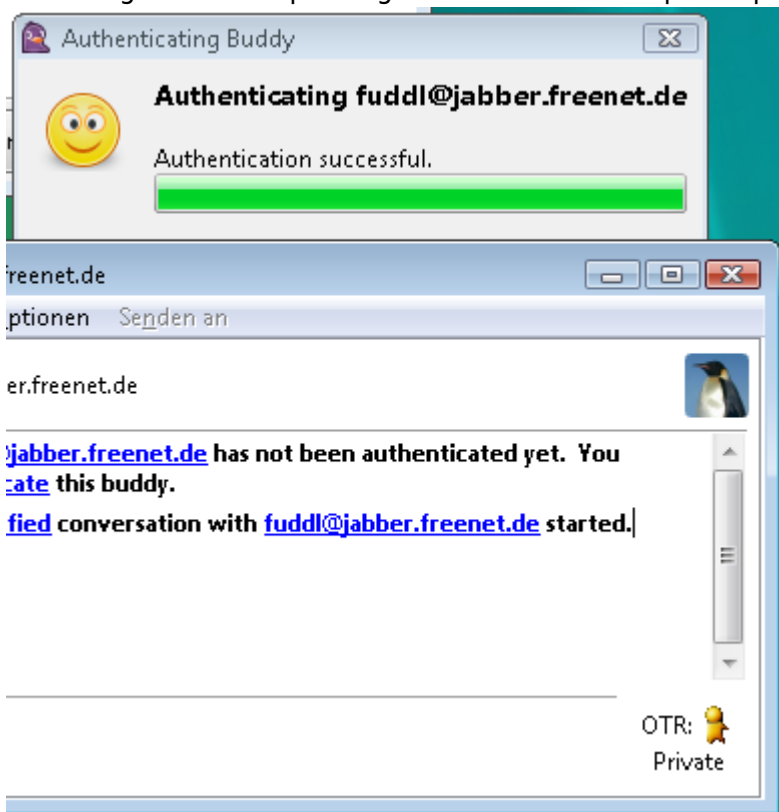 Authenticating Buddy
Authenticating fuddl@jabber.freenet.de
Authentication successful.
freenet.de
ptionen Senden an
er.freenet.de
@jabber.freenet.de has not been authenticated yet. You
cate this buddy.
fied conversation with fuddl@jabber.freenet.de started.
OTR:
Private